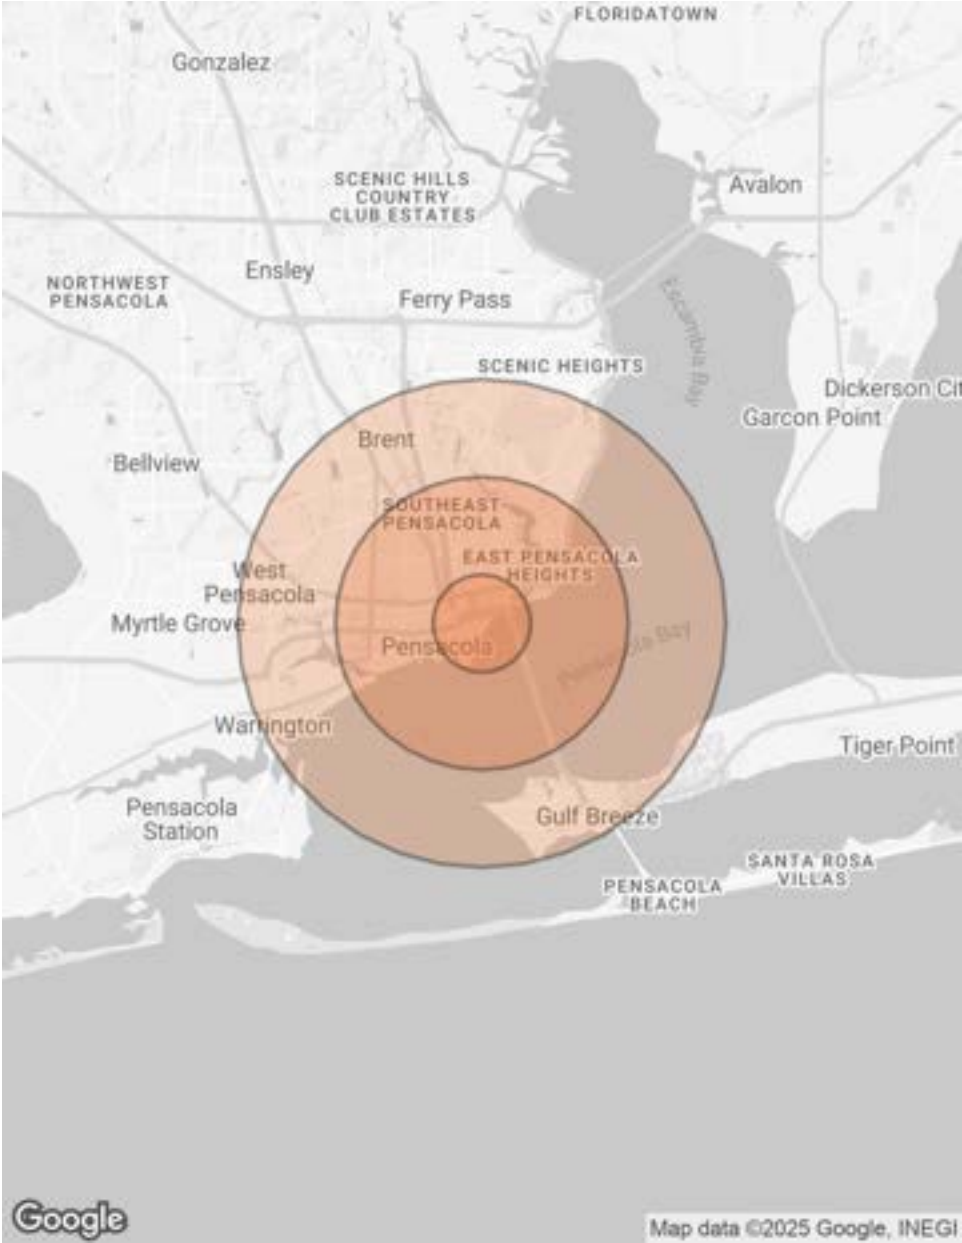 FLORIDATOWN
Gonzalez
SCENIC HILLS
COUNTRY
CLUB ESTATES
Avalon
Ensley
NORTHWEST
PENSACOLA
Ferry Pass
Escambia Bay
SCENIC HEIGHTS
Dickerson Cit
Garcon Point
Brent
Bellview
SOUTHEAST
PENSACOLA
EAST PENSACOLA
HEIGHTS
West
Pensacola
Myrtle Grove
Pensacola
Pensacola Bay
Warrington
Tiger Point
Pensacola
Station
Gulf Breeze
SANTA ROSA
VILLAS
PENSACOLA
BEACH
Google
Map data ©2025 Google, INEGI